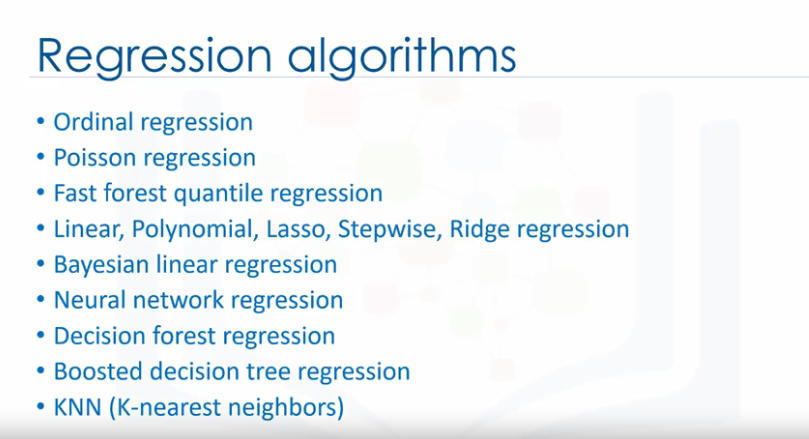 Regression algorithms
• Ordinal regression
• Poisson regression
• Fast forest quantile regression
• Linear, Polynomial, Lasso, Stepwise, Ridge regression
• Bayesian linear regression
• Neural network regression
• Decision forest regression
• Boosted decision tree regression
• KNN (K-nearest neighbors)